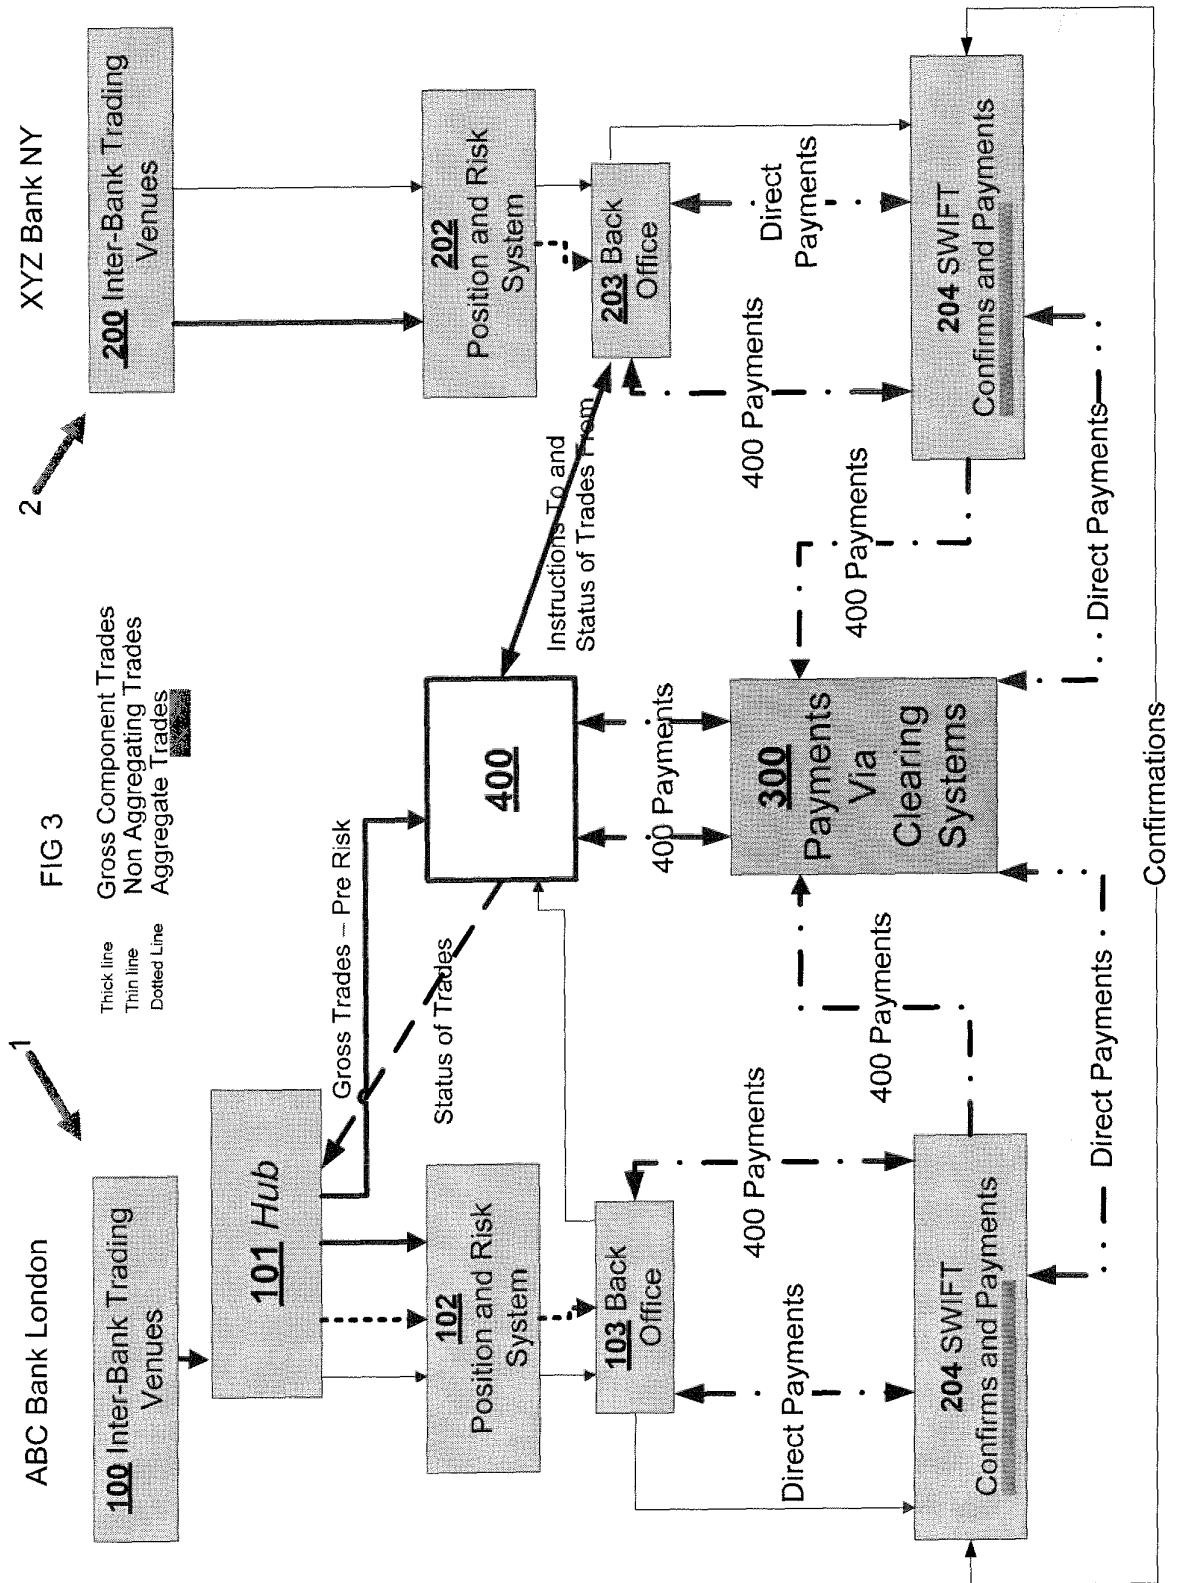 ABC Bank London
FIG 3
XYZ Bank NY
1
2
Thick line
Gross Component Trades
Thin line
Non Aggregating Trades
Dotted Line
Aggregate Trades
100 Inter-Bank Trading
Venues
200 Inter-Bank Trading
Venues
101 Hub
Gross Trades – Pre Risk
Status of Trades
102
Position and Risk
System
400
202
Position and Risk
System
Instructions To and
Status of Trades From
103 Back
Office
203 Back
Office
Direct Payments
400 Payments
400 Payments
400 Payments
Direct
Payments
300
Payments
Via
Clearing
Systems
400 Payments
400 Payments
204 SWIFT
Confirms and Payments
204 SWIFT
Confirms and Payments
Direct Payments
Direct Payments
Confirmations